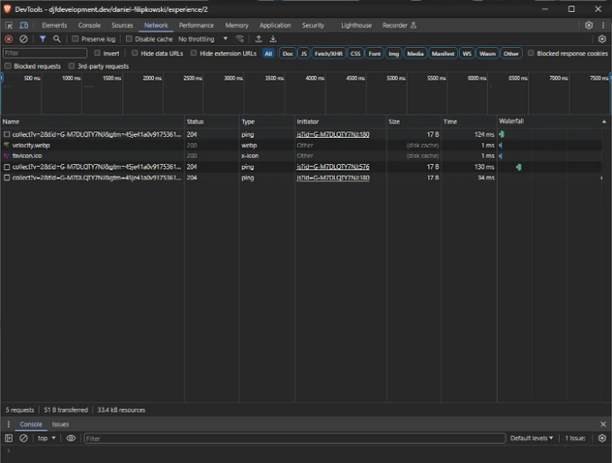 DevTools - djfdevelopment.dev/daniel-filipkowski/experience/2
Elements Console Sources Network Performance Memory Application Security Lighthouse Recorder
Preserve log Disable cache No throttling
Filter Invert Hide data URLs Hide extension URLs All Doc JS Fetch/XHR CSS Font Img Media Manifest WS Wasm Other Blocked response cookies
Blocked requests 3rd-party requests
500 ms 1000 ms 1500 ms 2000 ms 2500 ms 3000 ms 3500 ms 4000 ms 4500 ms 5000 ms 5500 ms 6000 ms 6500 ms 7000 ms 7500 ms
Name Status Type Initiator Size Time Waterfall
collect?v=2&tid=G-M7DLQTY7NJ&gtm=45je41a0v9175361... 204 ping js?id=G-M7DLQTY7NJ:180 17 B 124 ms
velocity.webp 200 webp Other (disk cache) 1 ms
favicon.ico 200 x-icon Other (disk cache) 1 ms
collect?v=2&tid=G-M7DLQTY7NJ&gtm=45je41a0v9175361... 204 ping js?id=G-M7DLQTY7NJ:576 17 B 130 ms
collect?v=2&tid=G-M7DLQTY7NJ&gtm=45je41a0v9175361... 204 ping js?id=G-M7DLQTY7NJ:180 17 B 34 ms
5 requests 51 B transferred 33.4 kB resources
Console Issues
top Filter Default levels 1 Issue: